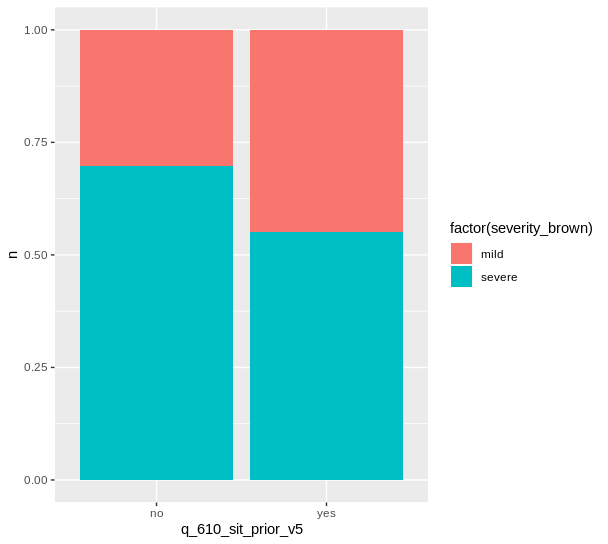 1.00
0.75
0.50
0.25
0.00
n
no
yes
q_610_sit_prior_v5
factor(severity_brown)
mild
severe